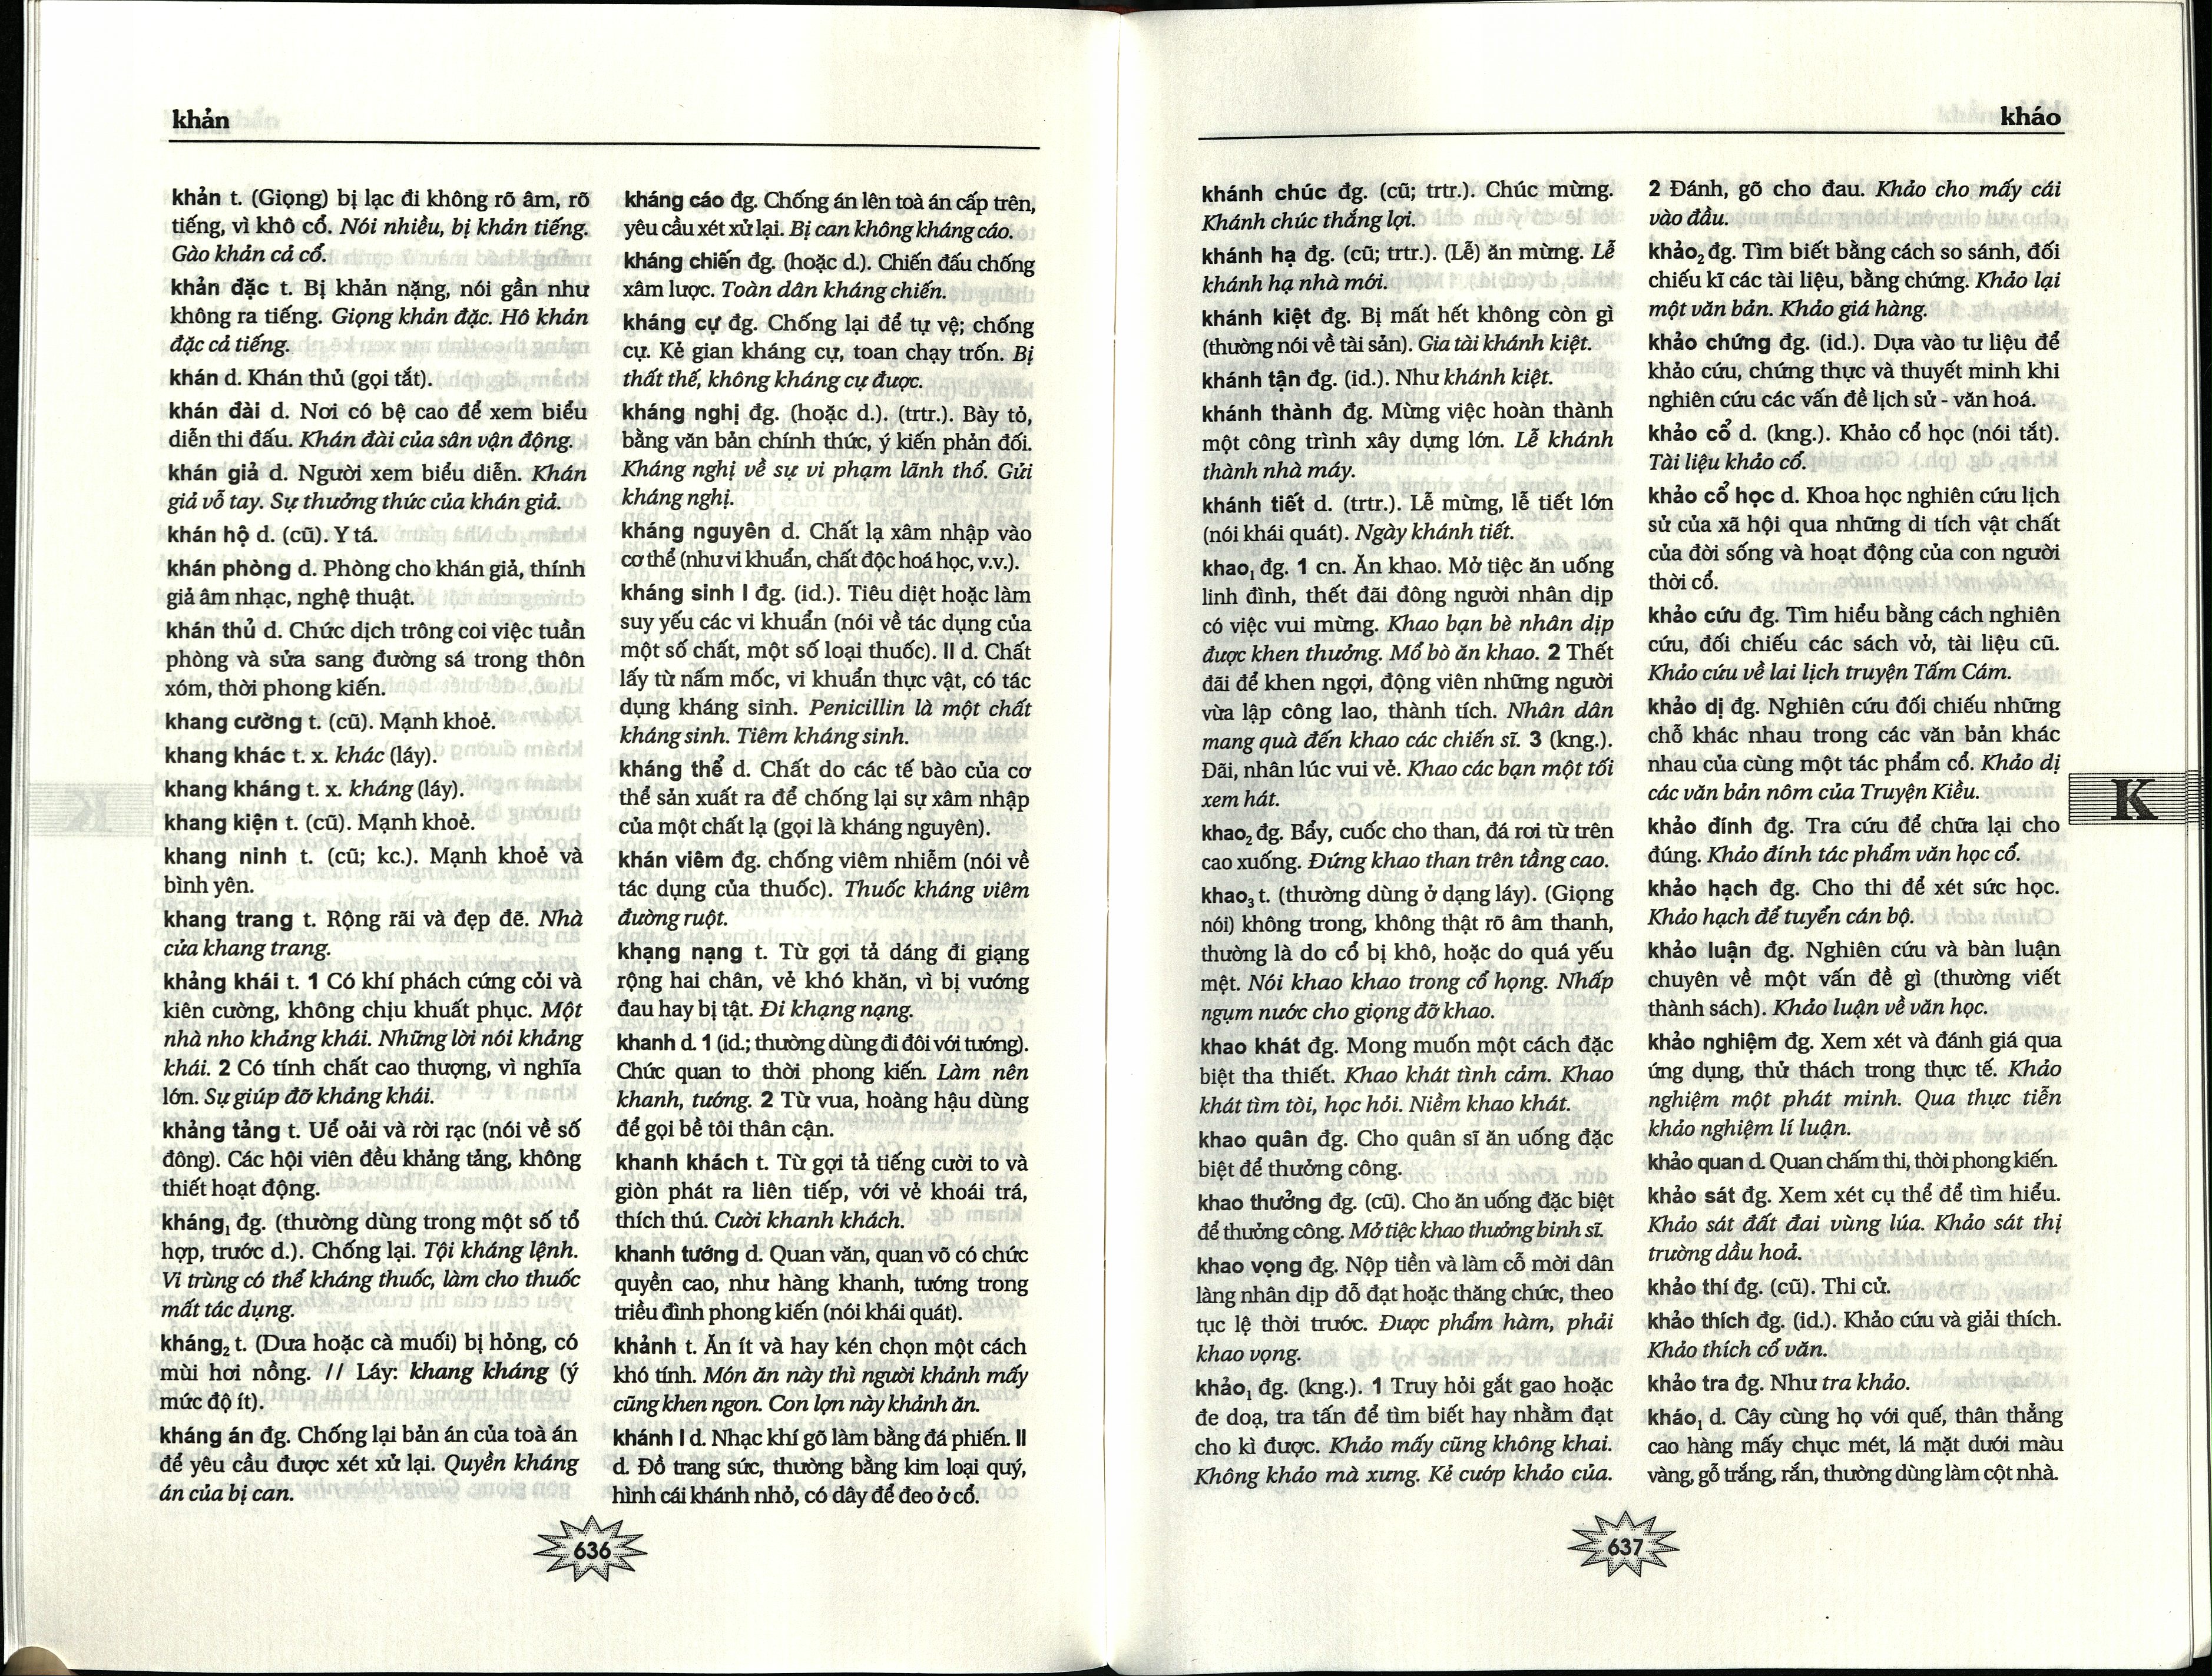 khản
khản t. (Giọng) bị lạc đi không rõ âm, rõ
tiếng, vì khô cổ. Nói nhiều, bị khản tiếng.
Gào khản cả cổ.
khản đặc t. Bị khản nặng, nói gần như
không ra tiếng. Giọng khản đặc. Hô khản
đặc cả tiếng.
khán d. Khán thủ (gọi tắt).
khán đài d. Nơi có bệ cao để xem biểu
diễn thi đấu. Khán đài của sân vận động.
khán giả d. Người xem biểu diễn. Khán
giả vỗ tay. Sự thưởng thức của khán giả.
khán hộ d. (cũ). Y tá.
khán phòng d. Phòng cho khán giả, thính
giả âm nhạc, nghệ thuật.
khán thủ d. Chức dịch trông coi việc tuần
phòng và sửa sang đường sá trong thôn
xóm, thời phong kiến.
khang cường t. (cũ). Mạnh khoẻ.
khang khác t. x. khác (láy).
khang kháng t. x. kháng (láy).
khang kiện t. (cũ). Mạnh khoẻ.
khang ninh t. (cũ; kc.). Mạnh khoẻ và
bình yên.
khang trang t. Rộng rãi và đẹp đẽ. Nhà
cửa khang trang.
khảng khái t. 1 Có khí phách cứng cỏi và
kiên cường, không chịu khuất phục. Một
nhà nho khảng khái. Những lời nói khảng
khái. 2 Có tính chất cao thượng, vì nghĩa
lớn. Sự giúp đỡ khảng khái.
khảng tảng t. Uể oải và rời rạc (nói về số
đông). Các hội viên đều khảng tảng, không
thiết hoạt động.
kháng₁ đg. (thường dùng trong một số tổ
hợp, trước d.). Chống lại. Tội kháng lệnh.
Vi trùng có thể kháng thuốc, làm cho thuốc
mất tác dụng.
kháng₂ t. (Dưa hoặc cà muối) bị hỏng, có
mùi hơi nồng. // Láy: khang kháng (ý
mức độ ít).
kháng án đg. Chống lại bản án của toà án
để yêu cầu được xét xử lại. Quyền kháng
án của bị can.
kháng cáo đg. Chống án lên toà án cấp trên,
yêu cầu xét xử lại. Bị can không kháng cáo.
kháng chiến đg. (hoặc d.). Chiến đấu chống
xâm lược. Toàn dân kháng chiến.
kháng cự đg. Chống lại để tự vệ; chống
cự. Kẻ gian kháng cự, toan chạy trốn. Bị
thất thế, không kháng cự được.
kháng nghị đg. (hoặc d.). (trtr.). Bày tỏ,
bằng văn bản chính thức, ý kiến phản đối.
Kháng nghị về sự vi phạm lãnh thổ. Gửi
kháng nghị.
kháng nguyên d. Chất lạ xâm nhập vào
cơ thể (như vi khuẩn, chất độc hoá học, v.v.).
kháng sinh I đg. (id.). Tiêu diệt hoặc làm
suy yếu các vi khuẩn (nói về tác dụng của
một số chất, một số loại thuốc). II d. Chất
lấy từ nấm mốc, vi khuẩn thực vật, có tác
dụng kháng sinh. Penicillin là một chất
kháng sinh. Tiêm kháng sinh.
kháng thể d. Chất do các tế bào của cơ
thể sản xuất ra để chống lại sự xâm nhập
của một chất lạ (gọi là kháng nguyên).
khán viêm đg. chống viêm nhiễm (nói về
tác dụng của thuốc). Thuốc kháng viêm
đường ruột.
khạng nạng t. Từ gợi tả dáng đi giạng
rộng hai chân, vẻ khó khăn, vì bị vướng
đau hay bị tật. Đi khạng nạng.
khanh d. 1 (id.; thường dùng đi đôi với tướng).
Chức quan to thời phong kiến. Làm nên
khanh, tướng. 2 Từ vua, hoàng hậu dùng
để gọi bề tôi thân cận.
khanh khách t. Từ gợi tả tiếng cười to và
giòn phát ra liên tiếp, với vẻ khoái trá,
thích thú. Cười khanh khách.
khanh tướng d. Quan văn, quan võ có chức
quyền cao, như hàng khanh, tướng trong
triều đình phong kiến (nói khái quát).
khảnh t. Ăn ít và hay kén chọn một cách
khó tính. Món ăn này thì người khảnh mấy
cũng khen ngon. Con lợn này khảnh ăn.
khánh I d. Nhạc khí gõ làm bằng đá phiến. II
d. Đồ trang sức, thường bằng kim loại quý,
hình cái khánh nhỏ, có dây để đeo ở cổ.
636
kháo
khánh chúc đg. (cũ; trtr.). Chúc mừng.
Khánh chúc thắng lợi.
khánh hạ đg. (cũ; trtr.). (Lễ) ăn mừng. Lễ
khánh hạ nhà mới.
khánh kiệt đg. Bị mất hết không còn gì
(thường nói về tài sản). Gia tài khánh kiệt.
khánh tận đg. (id.). Như khánh kiệt.
khánh thành đg. Mừng việc hoàn thành
một công trình xây dựng lớn. Lễ khánh
thành nhà máy.
khánh tiết d. (trtr.). Lễ mừng, lễ tiết lớn
(nói khái quát). Ngày khánh tiết.
khao₁ đg. 1 cn. Ăn khao. Mở tiệc ăn uống
linh đình, thết đãi đông người nhân dịp
có việc vui mừng. Khao bạn bè nhân dịp
được khen thưởng. Mổ bò ăn khao. 2 Thết
đãi để khen ngợi, động viên những người
vừa lập công lao, thành tích. Nhân dân
mang quà đến khao các chiến sĩ. 3 (kng.).
Đãi, nhân lúc vui vẻ. Khao các bạn một tối
xem hát.
khao₂ đg. Bẩy, cuốc cho than, đá rơi từ trên
cao xuống. Đứng khao than trên tầng cao.
khao₃ t. (thường dùng ở dạng láy). (Giọng
nói) không trong, không thật rõ âm thanh,
thường là do cổ bị khô, hoặc do quá yếu
mệt. Nói khao khao trong cổ họng. Nhấp
ngụm nước cho giọng đỡ khao.
khao khát đg. Mong muốn một cách đặc
biệt tha thiết. Khao khát tình cảm. Khao
khát tìm tòi, học hỏi. Niềm khao khát.
khao quân đg. Cho quân sĩ ăn uống đặc
biệt để thưởng công.
khao thưởng đg. (cũ). Cho ăn uống đặc biệt
để thưởng công. Mở tiệc khao thưởng binh sĩ.
khao vọng đg. Nộp tiền và làm cỗ mời dân
làng nhân dịp đỗ đạt hoặc thăng chức, theo
tục lệ thời trước. Được phẩm hàm, phải
khao vọng.
khảo₁ đg. (kng.). 1 Truy hỏi gắt gao hoặc
đe doạ, tra tấn để tìm biết hay nhằm đạt
cho kì được. Khảo mấy cũng không khai.
Không khảo mà xưng. Kẻ cướp khảo của.
2 Đánh, gõ cho đau. Khảo cho mấy cái
vào đầu.
khảo₂ đg. Tìm biết bằng cách so sánh, đối
chiếu kĩ các tài liệu, bằng chứng. Khảo lại
một văn bản. Khảo giá hàng.
khảo chứng đg. (id.). Dựa vào tư liệu để
khảo cứu, chứng thực và thuyết minh khi
nghiên cứu các vấn đề lịch sử - văn hoá.
khảo cổ d. (kng.). Khảo cổ học (nói tắt).
Tài liệu khảo cổ.
khảo cổ học d. Khoa học nghiên cứu lịch
sử của xã hội qua những di tích vật chất
của đời sống và hoạt động của con người
thời cổ.
khảo cứu đg. Tìm hiểu bằng cách nghiên
cứu, đối chiếu các sách vở, tài liệu cũ.
Khảo cứu về lai lịch truyện Tấm Cám.
khảo dị đg. Nghiên cứu đối chiếu những
chỗ khác nhau trong các văn bản khác
nhau của cùng một tác phẩm cổ. Khảo dị
các văn bản nôm của Truyện Kiều.
khảo đính đg. Tra cứu để chữa lại cho
đúng. Khảo đính tác phẩm văn học cổ.
khảo hạch đg. Cho thi để xét sức học.
Khảo hạch để tuyển cán bộ.
khảo luận đg. Nghiên cứu và bàn luận
chuyên về một vấn đề gì (thường viết
thành sách). Khảo luận về văn học.
khảo nghiệm đg. Xem xét và đánh giá qua
ứng dụng, thử thách trong thực tế. Khảo
nghiệm một phát minh. Qua thực tiễn
khảo nghiệm lí luận.
khảo quan d. Quan chấm thi, thời phong kiến.
khảo sát đg. Xem xét cụ thể để tìm hiểu.
Khảo sát đất đai vùng lúa. Khảo sát thị
trường dầu hoả.
khảo thí đg. (cũ). Thi cử.
khảo thích đg. (id.). Khảo cứu và giải thích.
Khảo thích cổ văn.
khảo tra đg. Như tra khảo.
kháo₁ d. Cây cùng họ với quế, thân thẳng
cao hàng mấy chục mét, lá mặt dưới màu
vàng, gỗ trắng, rắn, thường dùng làm cột nhà.
K
637